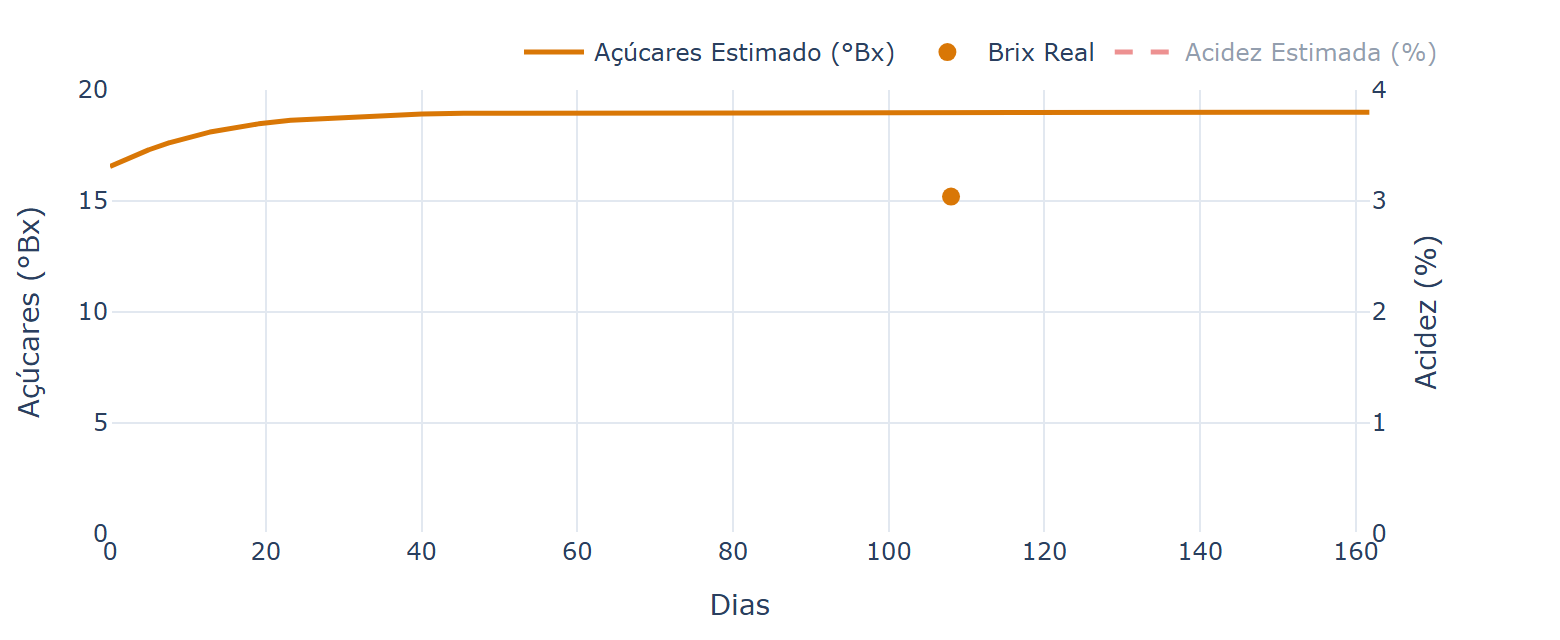 Açúcares Estimado (°Bx) Brix Real Acidez Estimada (%)
20 4
15 3
10 2
5 1
0 0
0 20 40 60 80 100 120 140 160
Açúcares (°Bx)
Acidez (%)
Dias